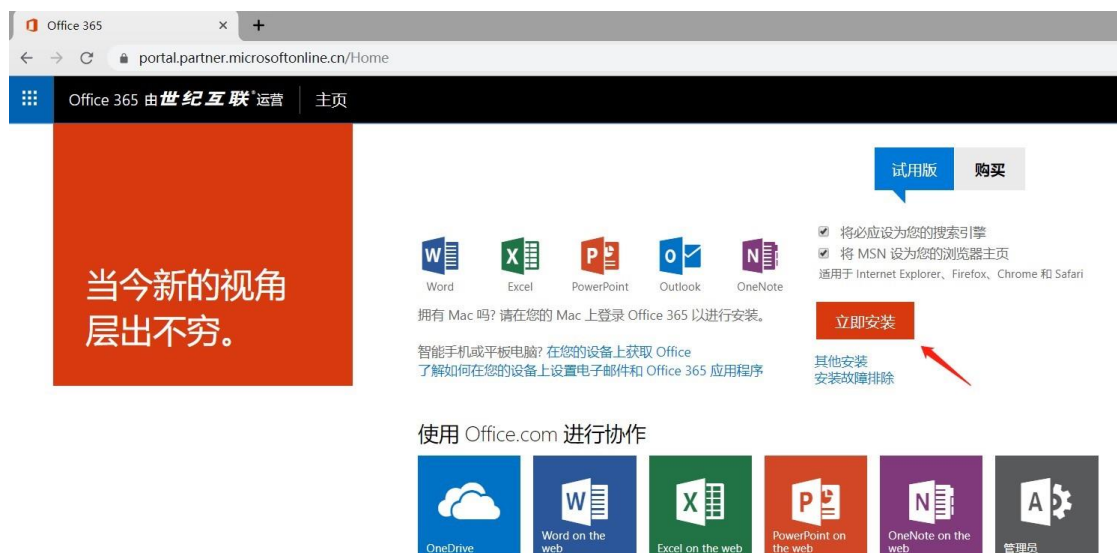 Office 365
portal.partner.microsoftonline.cn/Home
Office 365 由世纪互联®运营 主页
当今新的视角
层出不穷。
试用版 购买
Word Excel PowerPoint Outlook OneNote
将必应设为您的搜索引擎
将 MSN 设为您的浏览器主页
适用于 Internet Explorer、Firefox、Chrome 和 Safari
拥有 Mac 吗? 请在您的 Mac 上登录 Office 365 以进行安装。
立即安装
智能手机或平板电脑? 在您的设备上获取 Office
了解如何在您的设备上设置电子邮件和 Office 365 应用程序
其他安装
安装故障排除
使用 Office.com 进行协作
OneDrive
Word on the
web
Excel on the web
PowerPoint on
the web
OneNote on the
web
管理员